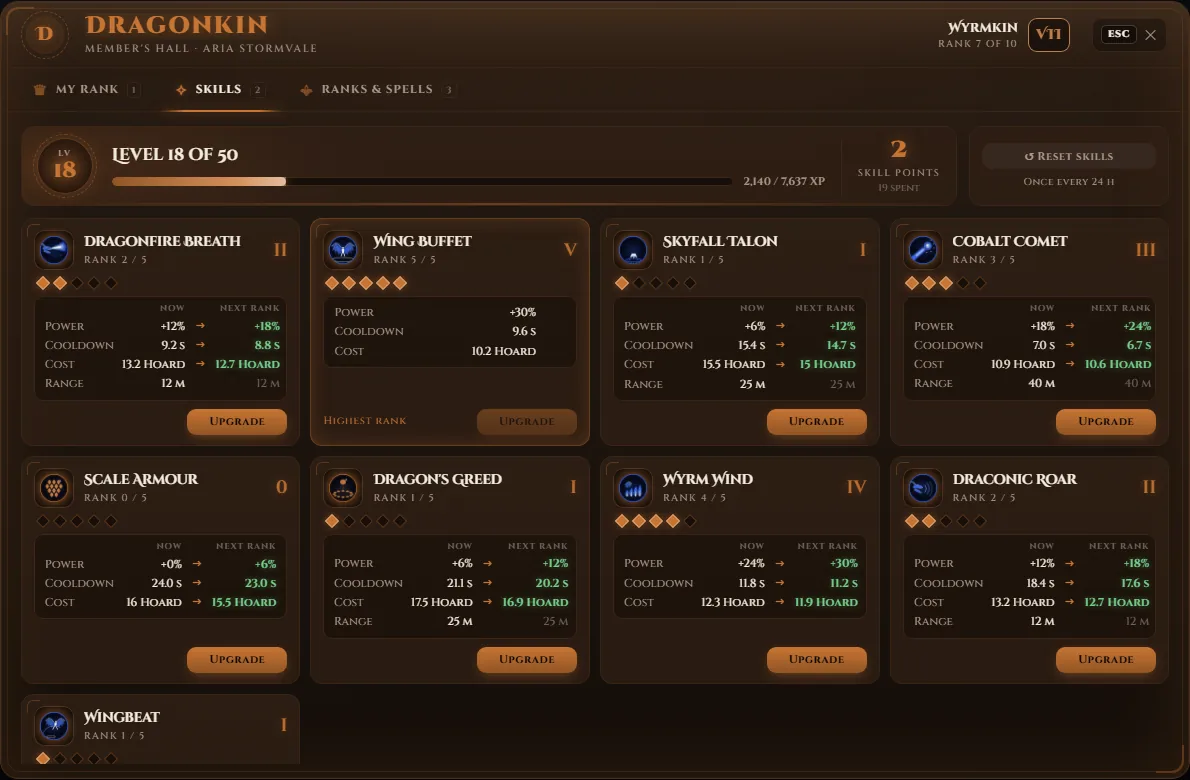 D
DRAGONKIN
MEMBER'S HALL · ARIA STORMVALE
WYRMKIN
RANK 7 OF 10
VII
ESC
MY RANK 1
SKILLS 2
RANKS & SPELLS 3
LV
18
LEVEL 18 OF 50
2,140 / 7,637 XP
2
SKILL POINTS
19 SPENT
↺ RESET SKILLS
ONCE EVERY 24 H
DRAGONFIRE BREATH
RANK 2 / 5
II
NOW NEXT RANK
POWER +12% → +18%
COOLDOWN 9.2 S → 8.8 S
COST 13.2 HOARD → 12.7 HOARD
RANGE 12 M 12 M
UPGRADE
WING BUFFET
RANK 5 / 5
V
POWER +30%
COOLDOWN 9.6 S
COST 10.2 HOARD
HIGHEST RANK
UPGRADE
SKYFALL TALON
RANK 1 / 5
I
NOW NEXT RANK
POWER +6% → +12%
COOLDOWN 15.4 S → 14.7 S
COST 15.5 HOARD → 15 HOARD
RANGE 25 M 25 M
UPGRADE
COBALT COMET
RANK 3 / 5
III
NOW NEXT RANK
POWER +18% → +24%
COOLDOWN 7.0 S → 6.7 S
COST 10.9 HOARD → 10.6 HOARD
RANGE 40 M 40 M
UPGRADE
SCALE ARMOUR
RANK 0 / 5
0
NOW NEXT RANK
POWER +0% → +6%
COOLDOWN 24.0 S → 23.0 S
COST 16 HOARD → 15.5 HOARD
UPGRADE
DRAGON'S GREED
RANK 1 / 5
I
NOW NEXT RANK
POWER +6% → +12%
COOLDOWN 21.1 S → 20.2 S
COST 17.5 HOARD → 16.9 HOARD
RANGE 25 M 25 M
UPGRADE
WYRM WIND
RANK 4 / 5
IV
NOW NEXT RANK
POWER +24% → +30%
COOLDOWN 11.8 S → 11.2 S
COST 12.3 HOARD → 11.9 HOARD
UPGRADE
DRACONIC ROAR
RANK 2 / 5
II
NOW NEXT RANK
POWER +12% → +18%
COOLDOWN 18.4 S → 17.6 S
COST 13.2 HOARD → 12.7 HOARD
RANGE 12 M 12 M
UPGRADE
WINGBEAT
RANK 1 / 5
I